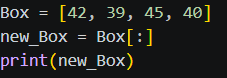 Box = [42, 39, 45, 40]
new_Box = Box[:]
print(new_Box)